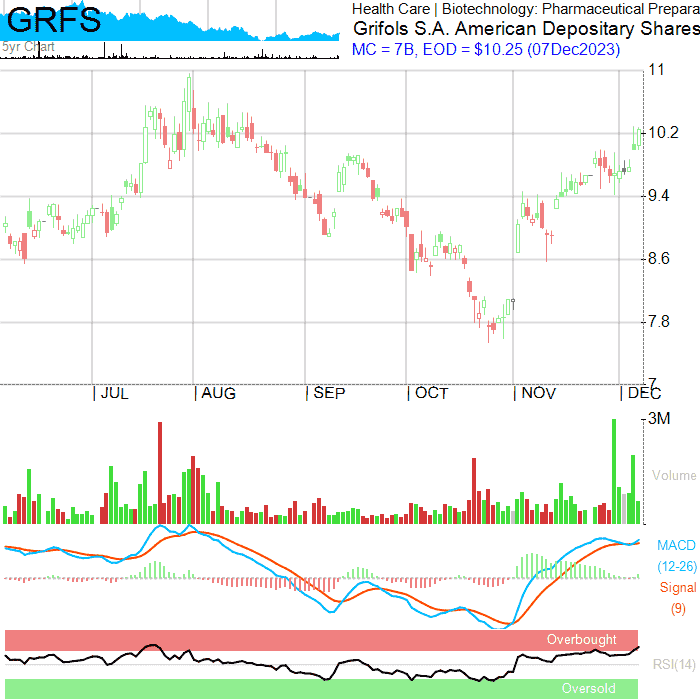 GRFS
5yr Chart
Health Care | Biotechnology: Pharmaceutical Prepara
Grifols S.A. American Depositary Shares
MC = 7B, EOD = $10.25 (07Dec2023)
11
10.2
9.4
8.6
7.8
7
JUL AUG SEP OCT NOV DEC
3M
Volume
MACD
(12-26)
Signal
(9)
Overbought
RSI(14)
Oversold